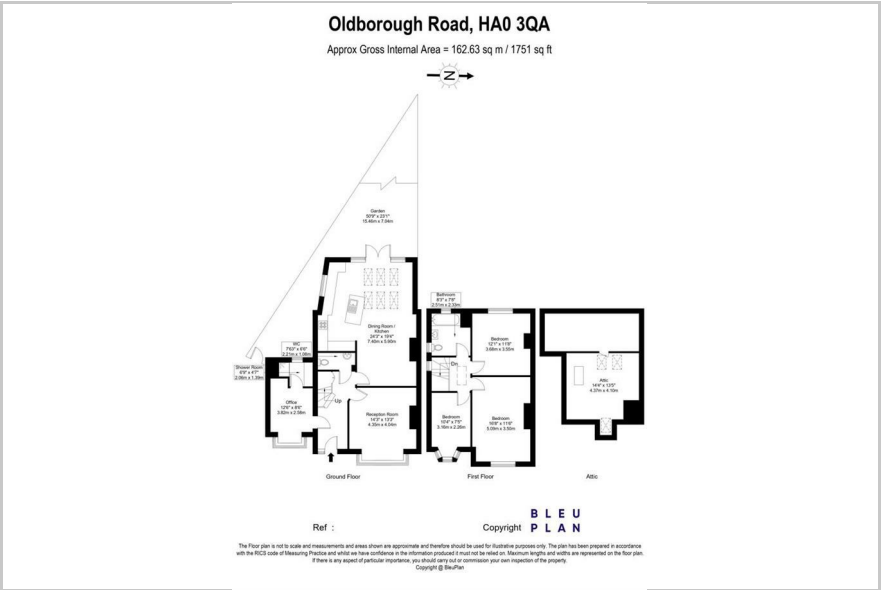 Oldborough Road, HA0 3QA
Approx Gross Internal Area = 162.63 sq m / 1751 sq ft
N
Garden
50'9" x 23'1"
15.46m x 7.04m
Dining Room /
Kitchen
24'3" x 19'4"
7.40m x 5.90m
WC
7'03" x 6'0"
2.21m x 1.06m
Shower Room
6'9" x 4'7"
2.06m x 1.39m
Office
12'6" x 8'6"
3.82m x 2.58m
Up
Reception Room
14'3" x 13'3"
4.35m x 4.04m
Ground Floor
Bathroom
8'3" x 7'8"
2.51m x 2.33m
Bedroom
12'1" x 11'8"
3.68m x 3.55m
Dn
Bedroom
10'4" x 7'5"
3.16m x 2.26m
Bedroom
16'8" x 11'6"
5.09m x 3.50m
First Floor
Attic
14'4" x 13'5"
4.37m x 4.10m
Attic
Ref :
Copyright
BLEU
PLAN
The Floor plan is not to scale and measurements and areas shown are approximate and therefore should be used for illustrative purposes only. The plan has been prepared in accordance
with the RICS code of Measuring Practice and whilst we have confidence in the information produced it must not be relied on. Maximum lengths and widths are represented on the floor plan.
If there is any aspect of particular importance, you should carry out or commission your own inspection of the property.
Copyright @ BleuPlan